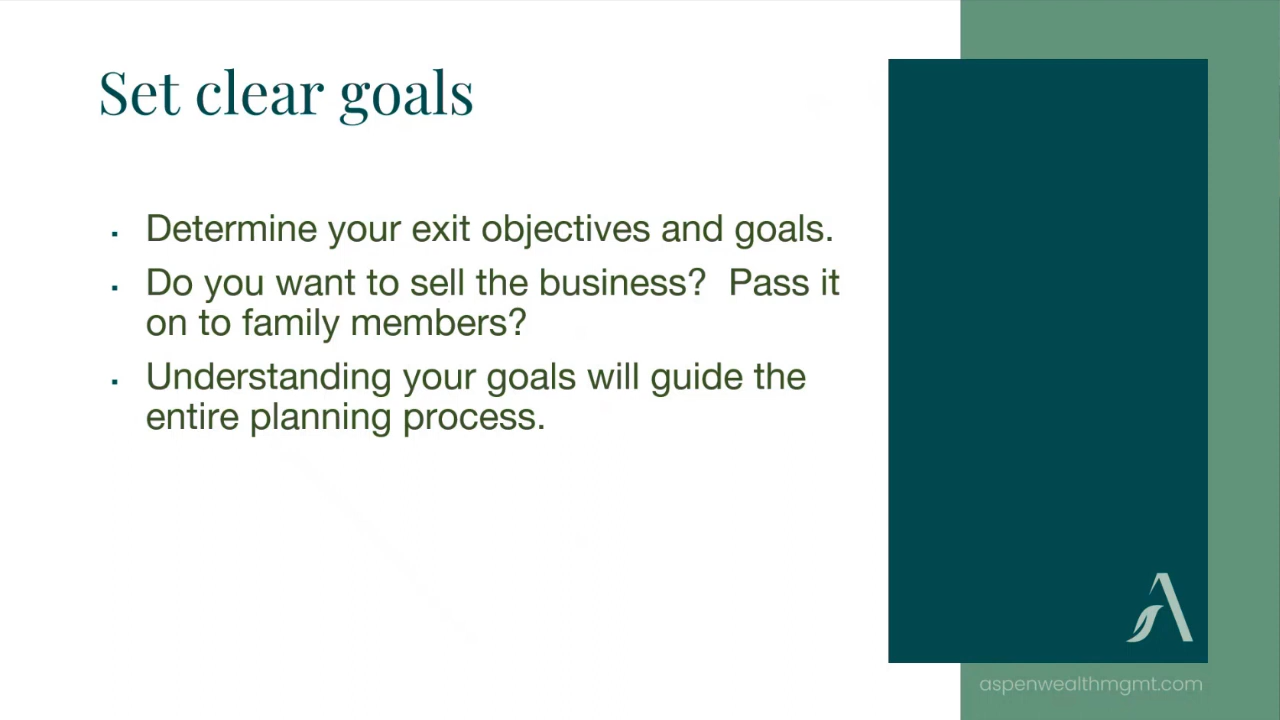 Set clear goals
▪ Determine your exit objectives and goals.
▪ Do you want to sell the business?  Pass it
on to family members?
▪ Understanding your goals will guide the
entire planning process.
aspenwealthmgmt.com